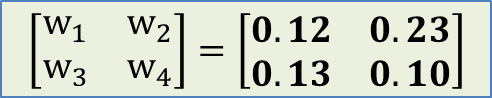 [w₁ w₂] = [0.12 0.23]
[w₃ w₄] [0.13 0.10]